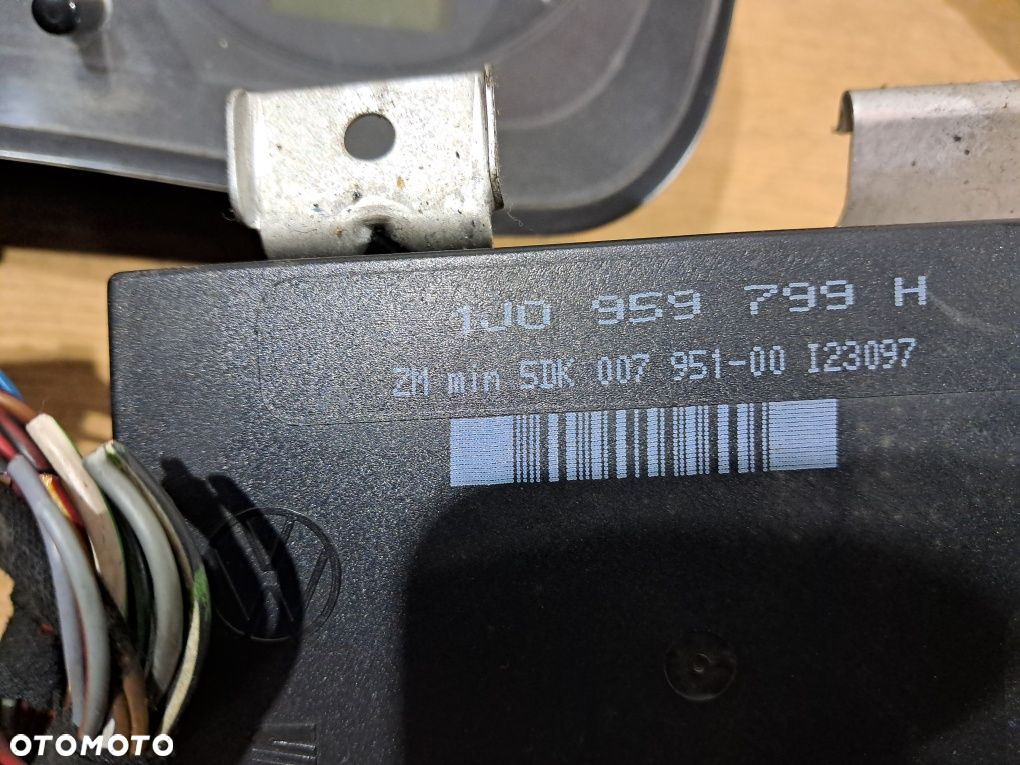 1J0 959 799 H
ZM min SDK 007 951-00 I23097
OTOMOTO